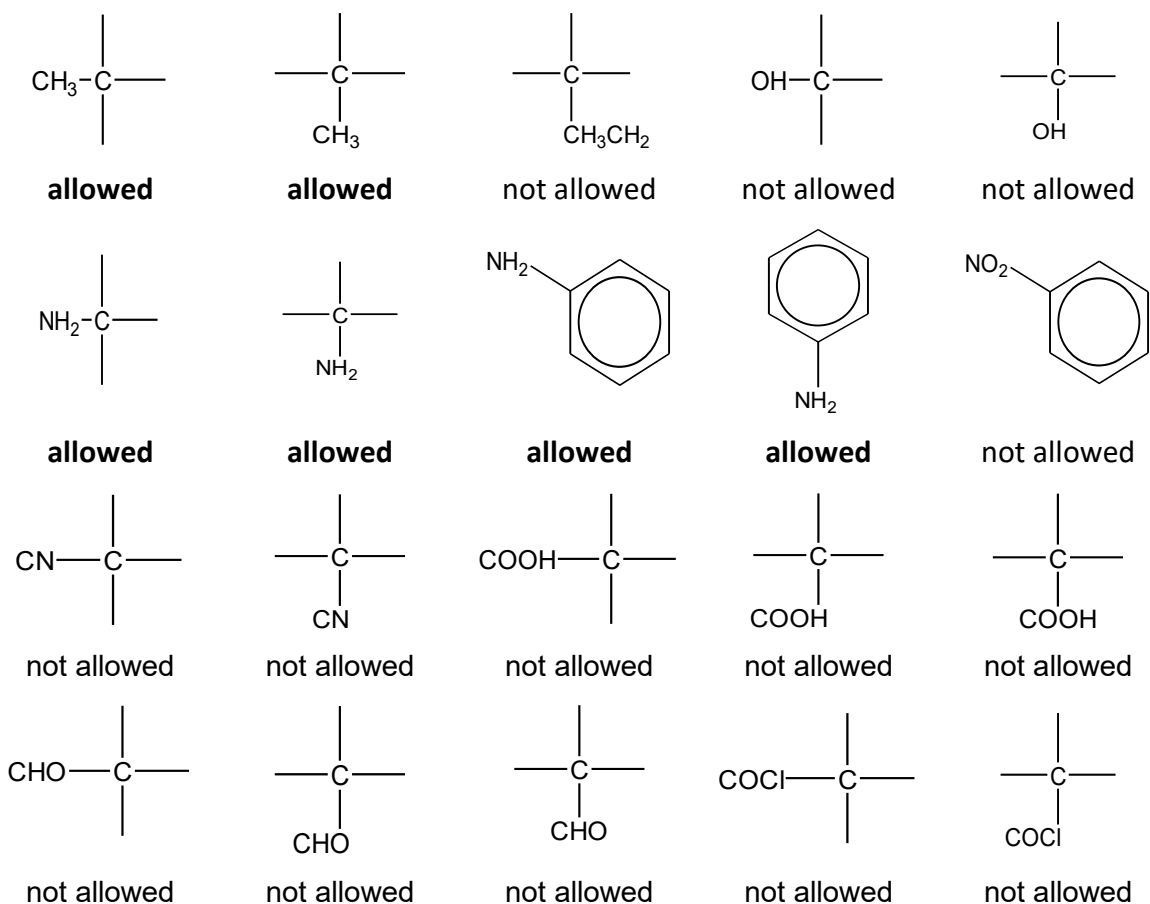 CH₃ C C C OH C C
CH₃ CH₃CH₂ OH
allowed allowed not allowed not allowed not allowed
NH₂ C C NH₂ NO₂
NH₂ NH₂
allowed allowed allowed allowed not allowed
CN C C COOH C C C
CN COOH COOH
not allowed not allowed not allowed not allowed not allowed
CHO C C C COCl C C
CHO CHO COCl
not allowed not allowed not allowed not allowed not allowed